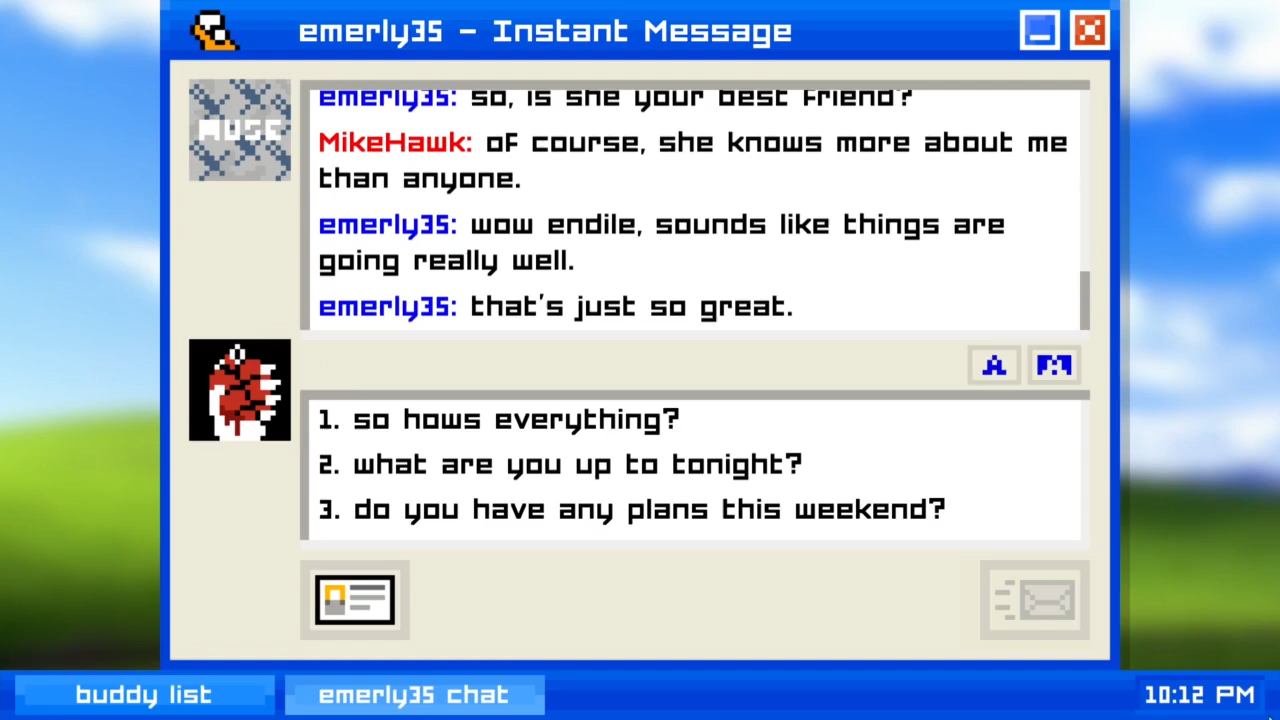 emerly35 - Instant Message
MUSE
emerly35: so, is she your best friend?
MikeHawk: of course, she knows more about me
than anyone.
emerly35: wow endile, sounds like things are
going really well.
emerly35: that's just so great.
A
1. so hows everything?
2. what are you up to tonight?
3. do you have any plans this weekend?
buddy list
emerly35 chat
10:12 PM